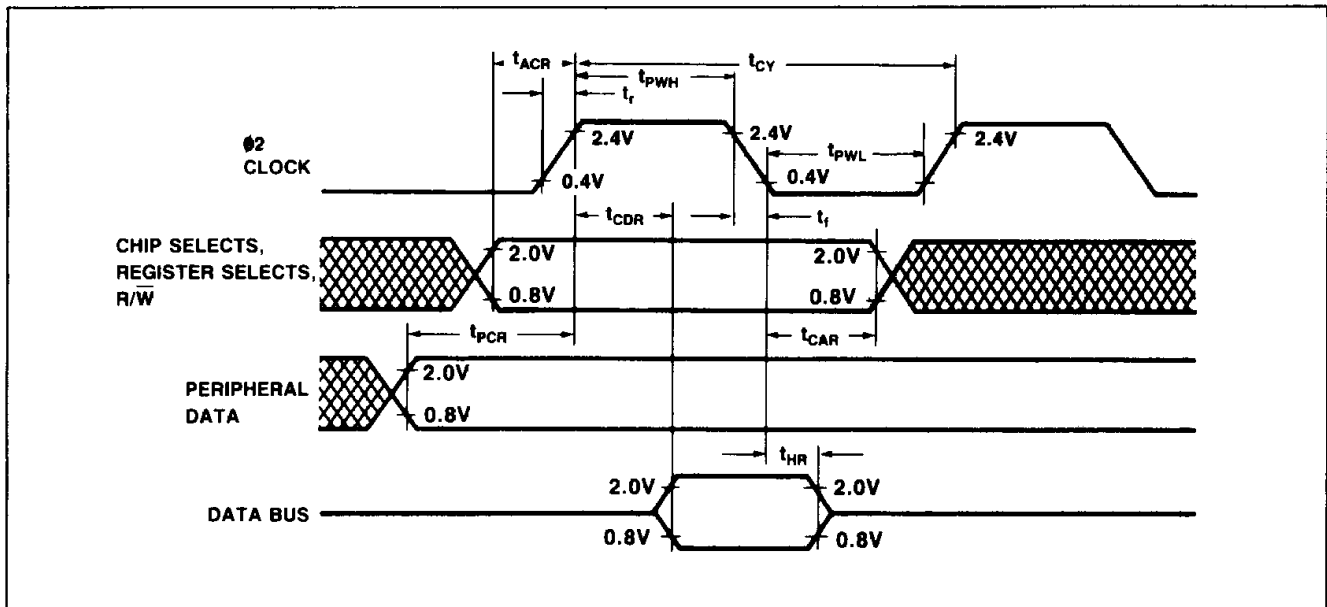 tACR
tCY
tPWH
tr
ϕ2
CLOCK
2.4V
2.4V
tPWL
2.4V
0.4V
0.4V
tCDR
tf
CHIP SELECTS,
REGISTER SELECTS,
R/W̅
2.0V
2.0V
0.8V
0.8V
tPCR
tCAR
PERIPHERAL
DATA
2.0V
0.8V
tHR
DATA BUS
2.0V
2.0V
0.8V
0.8V